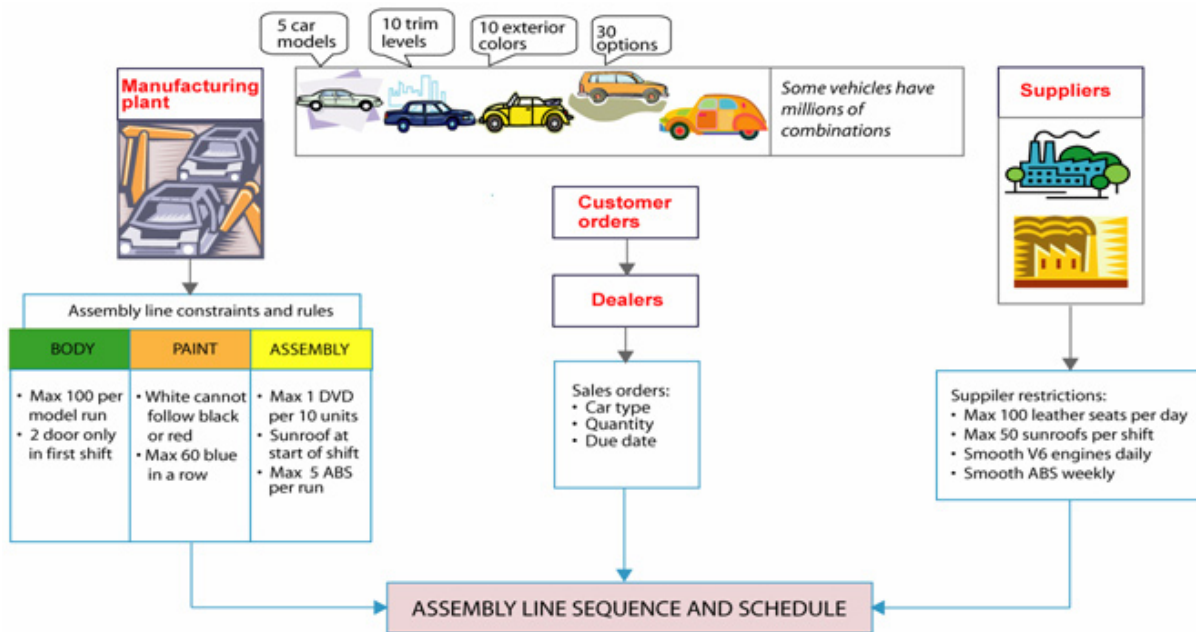 5 car
models
10 trim
levels
10 exterior
colors
30
options
Manufacturing
plant
Some vehicles have
millions of
combinations
Suppliers
Customer
orders
Dealers
Assembly line constraints and rules
BODY
PAINT
ASSEMBLY
• Max 100 per
model run
• 2 door only
in first shift
• White cannot
follow black
or red
• Max 60 blue
in a row
• Max 1 DVD
per 10 units
• Sunroof at
start of shift
• Max 5 ABS
per run
Sales orders:
• Car type
• Quantity
• Due date
Suppiler restrictions:
• Max 100 leather seats per day
• Max 50 sunroofs per shift
• Smooth V6 engines daily
• Smooth ABS weekly
ASSEMBLY LINE SEQUENCE AND SCHEDULE